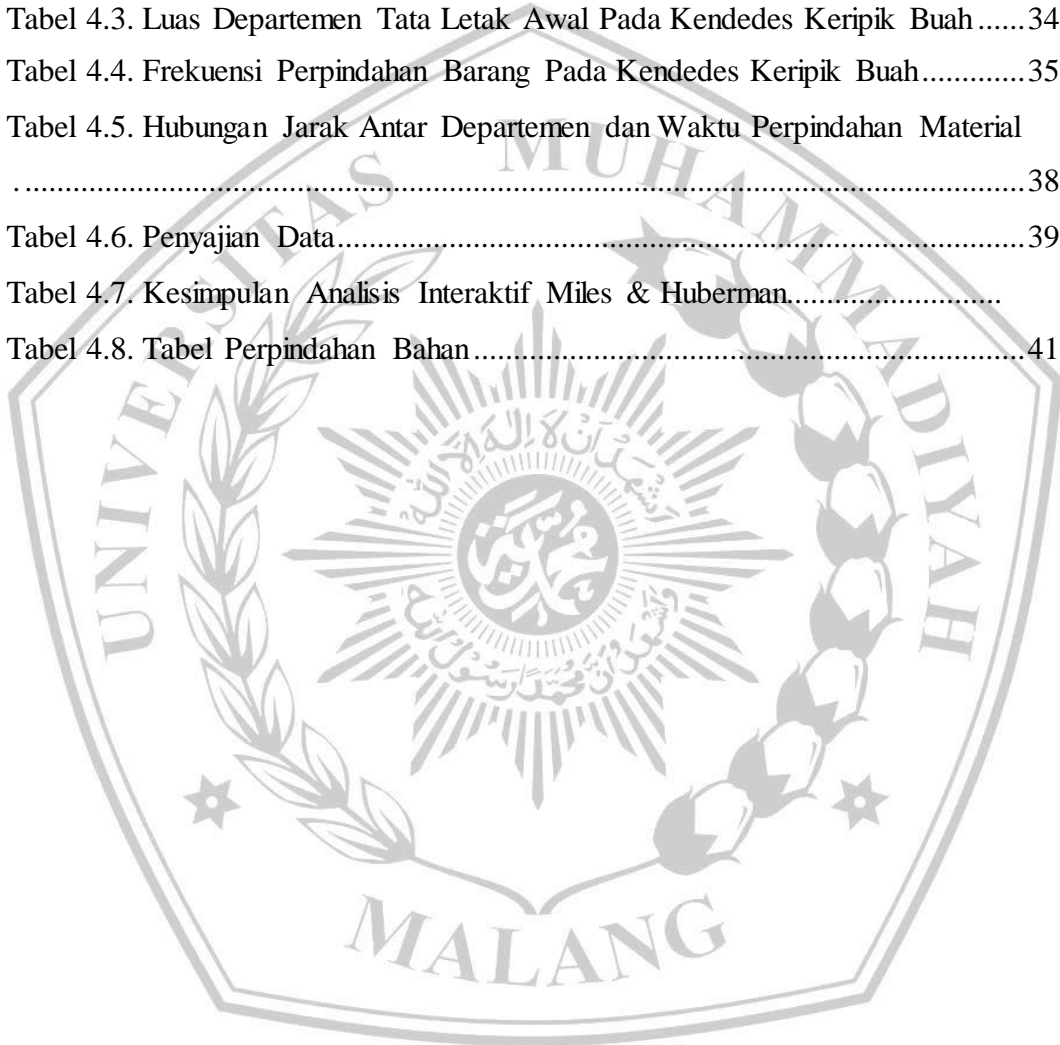 Tabel 4.3. Luas Departemen Tata Letak Awal Pada Kendedes Keripik Buah ...... 34
Tabel 4.4. Frekuensi Perpindahan Barang Pada Kendedes Keripik Buah ............. 35
Tabel 4.5. Hubungan Jarak Antar Departemen dan Waktu Perpindahan Material
. .............................................................................................................................. 38
Tabel 4.6. Penyajian Data ..................................................................................... 39
Tabel 4.7. Kesimpulan Analisis Interaktif Miles & Huberman ..........................
Tabel 4.8. Tabel Perpindahan Bahan .................................................................... 41
UNIVERSITAS MUHAMMADIYAH
MALANG